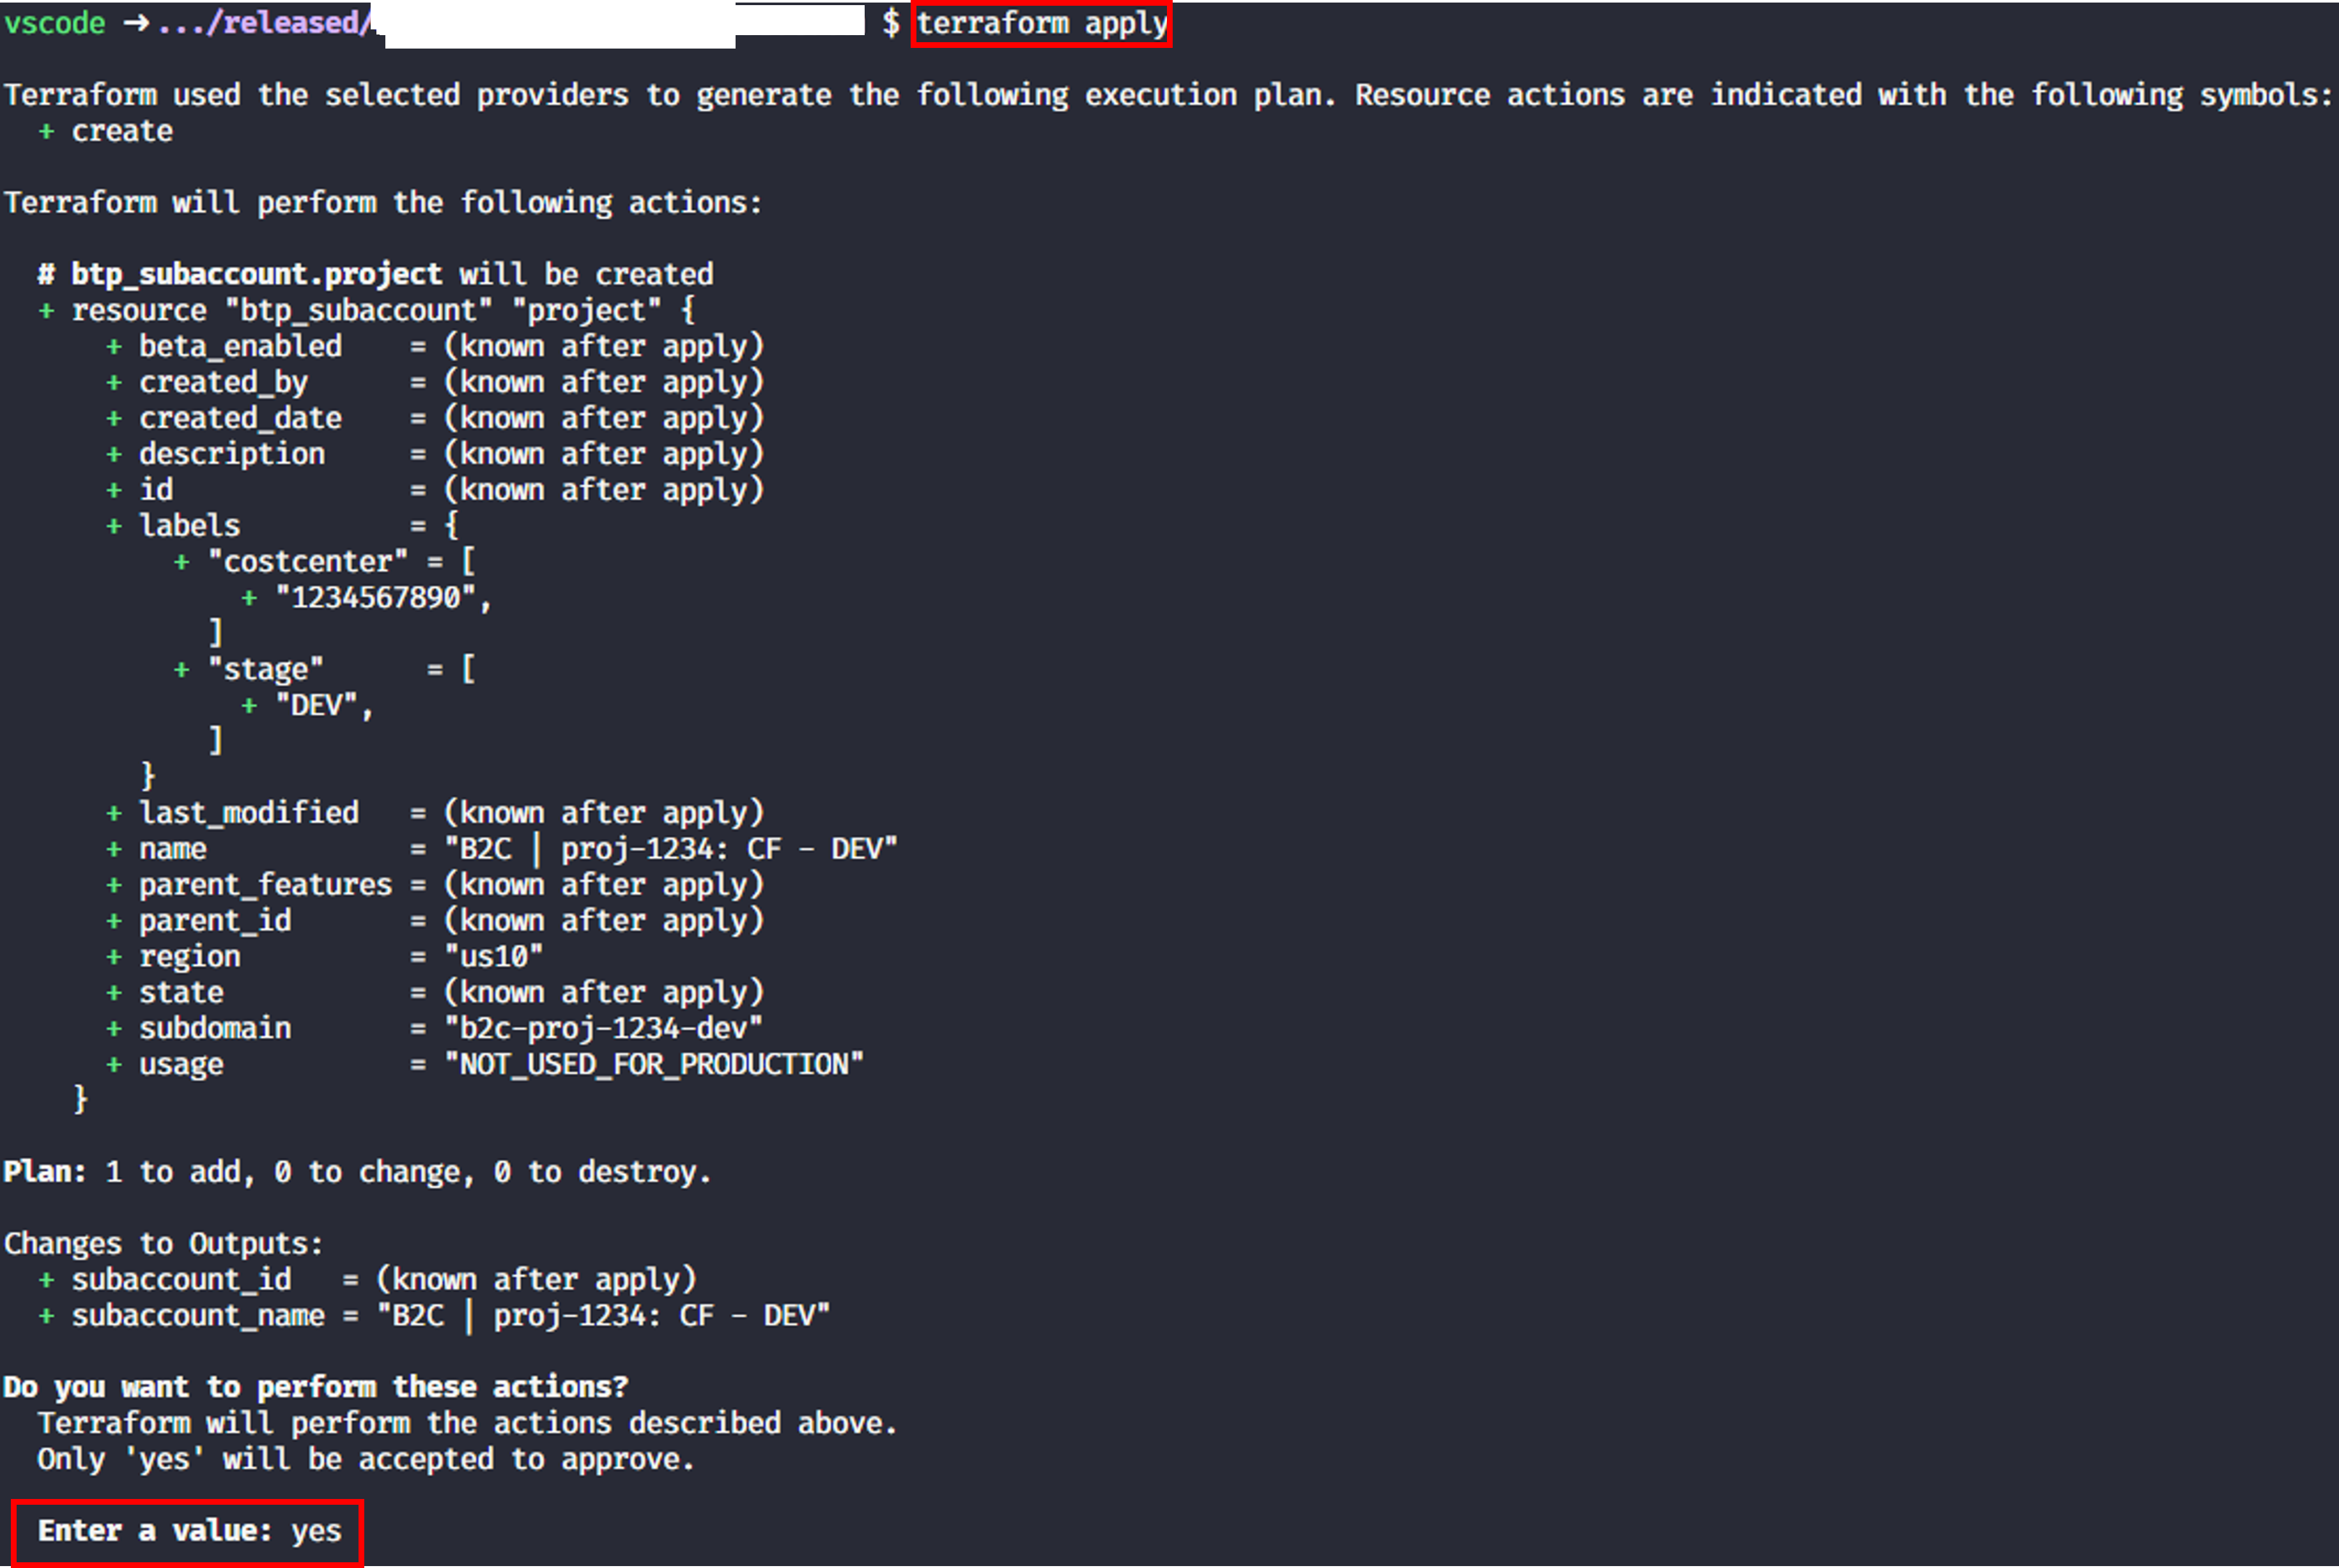 vscode → .../released/ $ terraform apply
Terraform used the selected providers to generate the following execution plan. Resource actions are indicated with the following symbols:
+ create
Terraform will perform the following actions:
# btp_subaccount.project will be created
+ resource "btp_subaccount" "project" {
+ beta_enabled    = (known after apply)
+ created_by      = (known after apply)
+ created_date    = (known after apply)
+ description     = (known after apply)
+ id              = (known after apply)
+ labels          = {
+ "costcenter" = [
+ "1234567890",
]
+ "stage"      = [
+ "DEV",
]
}
+ last_modified   = (known after apply)
+ name            = "B2C | proj-1234: CF - DEV"
+ parent_features = (known after apply)
+ parent_id       = (known after apply)
+ region          = "us10"
+ state           = (known after apply)
+ subdomain       = "b2c-proj-1234-dev"
+ usage           = "NOT_USED_FOR_PRODUCTION"
}
Plan: 1 to add, 0 to change, 0 to destroy.
Changes to Outputs:
+ subaccount_id   = (known after apply)
+ subaccount_name = "B2C | proj-1234: CF - DEV"
Do you want to perform these actions?
Terraform will perform the actions described above.
Only 'yes' will be accepted to approve.
Enter a value: yes